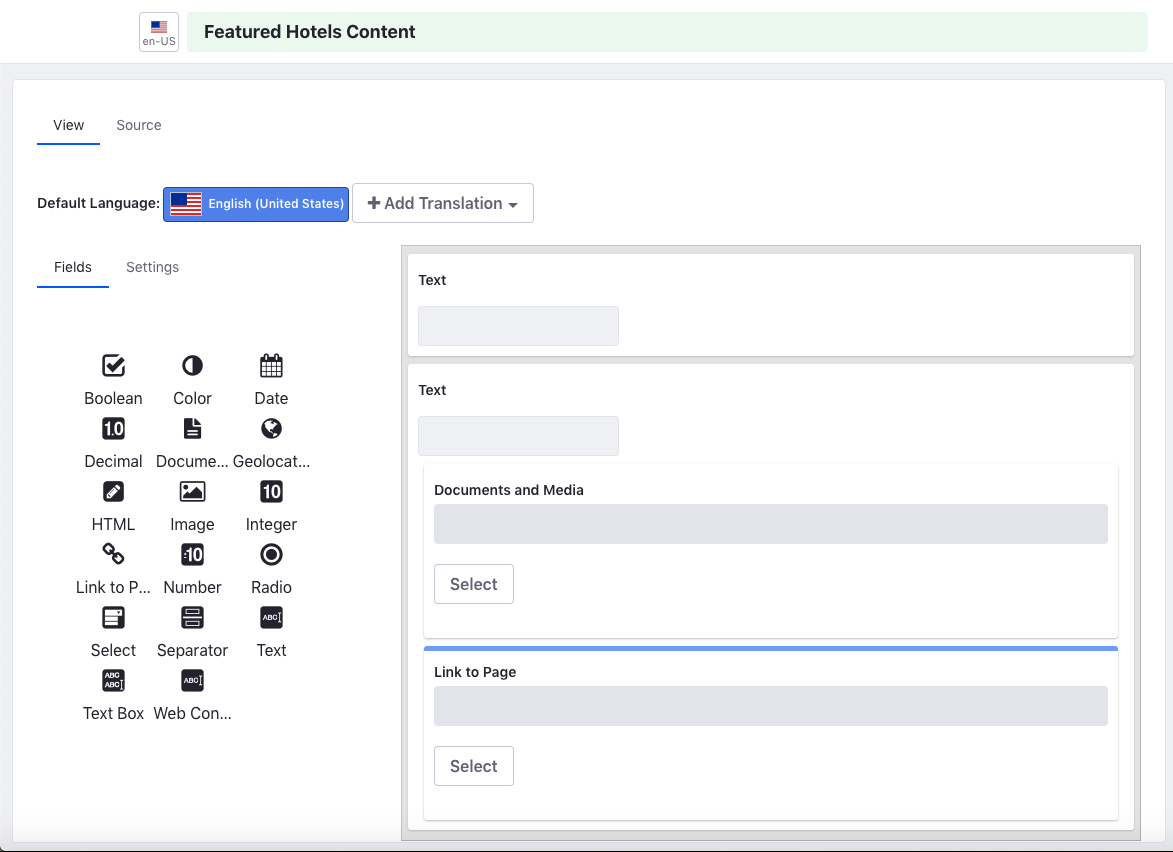 en-US
Featured Hotels Content
View Source
Default Language: English (United States) Add Translation
Fields Settings
Boolean Color Date
1.0
Decimal Docume... Geolocat...
10
HTML Image Integer
:10
Link to P... Number Radio
ABC
Select Separator Text
ABC
ABC
ABC
Text Box Web Con...
Text
Text
Documents and Media
Select
Link to Page
Select